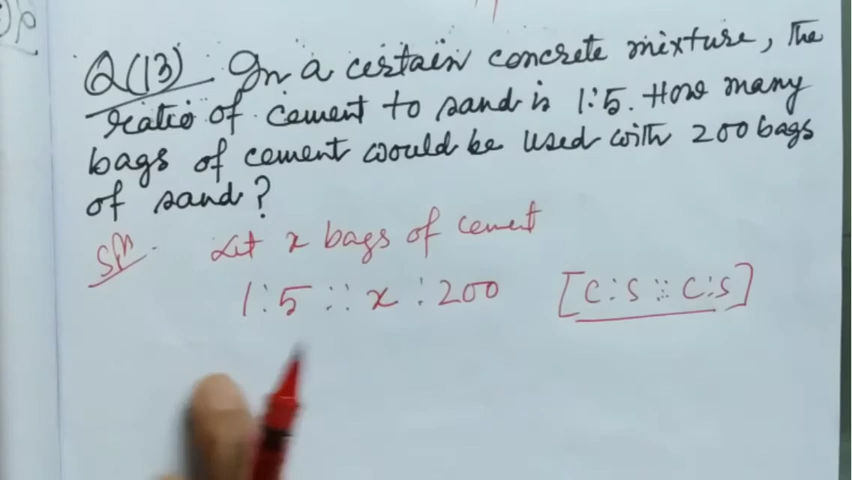 Q(13) In a certain concrete mixture, the
ratio of cement to sand is 1:5. How many
bags of cement would be used with 200 bags
of sand?
Sol. Let x bags of cement
1:5 :: x : 200 [C:S :: C:S]